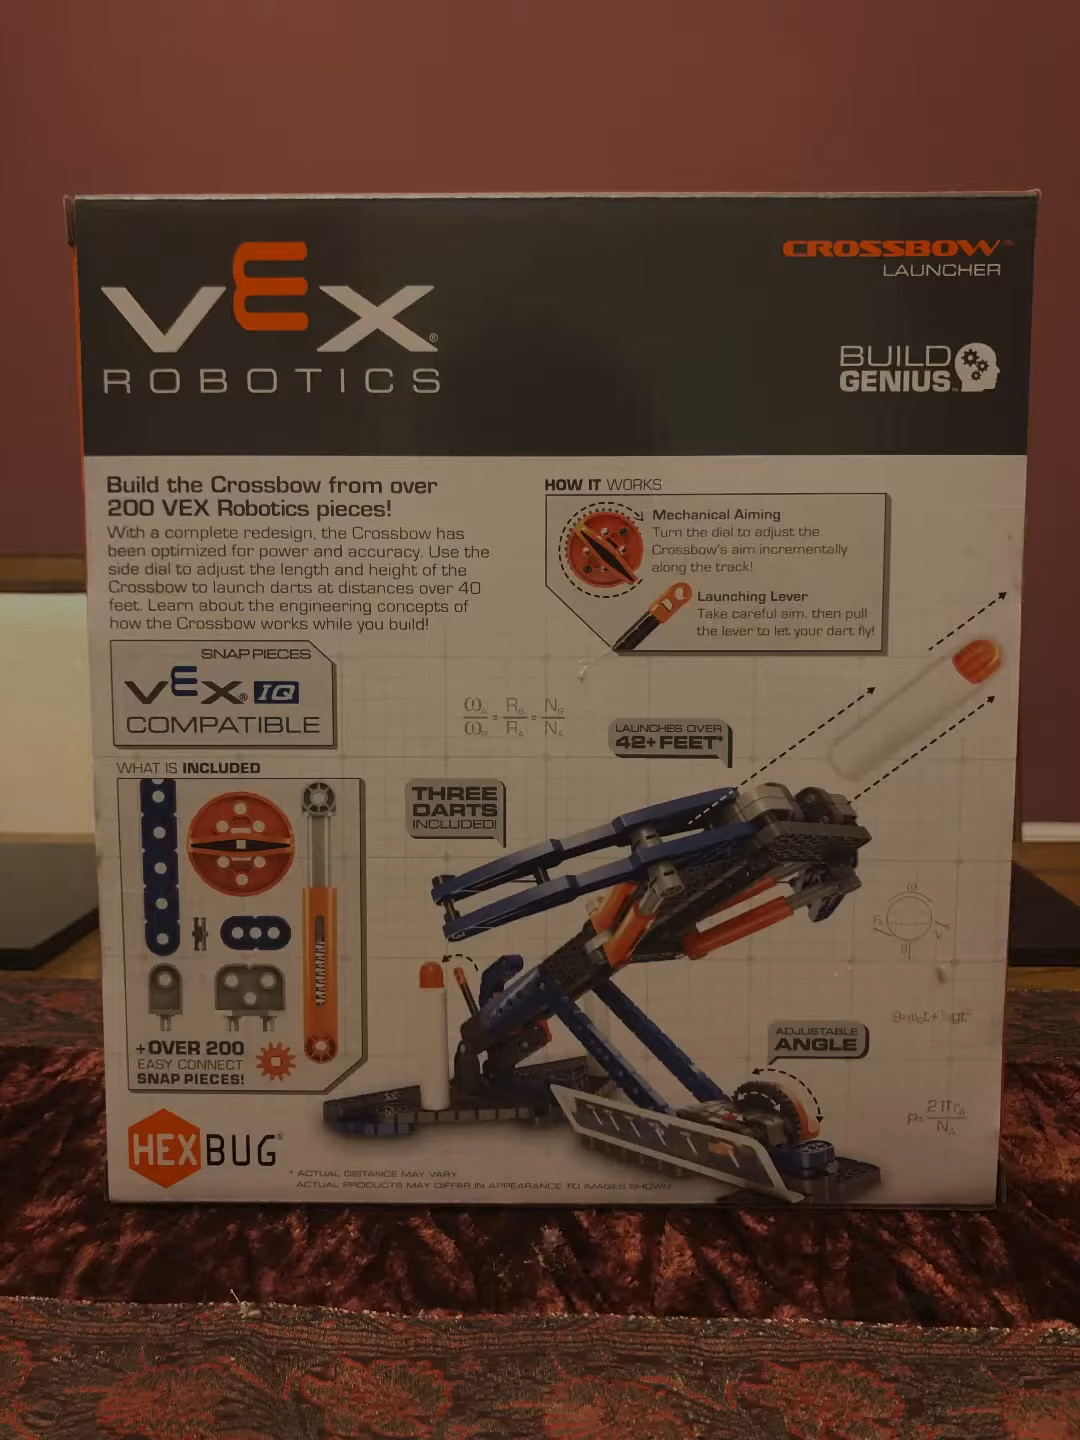 VEX®
ROBOTICS
CROSSBOW™
LAUNCHER
BUILD
GENIUS
Build the Crossbow from over
200 VEX Robotics pieces!
With a complete redesign, the Crossbow has
been optimized for power and accuracy. Use the
side dial to adjust the length and height of the
Crossbow to launch darts at distances over 40
feet. Learn about the engineering concepts of
how the Crossbow works while you build!
HOW IT WORKS
Mechanical Aiming
Turn the dial to adjust the
Crossbow's aim incrementally
along the track!
Launching Lever
Take careful aim, then pull
the lever to let your dart fly!
SNAP PIECES
VEX® IQ
COMPATIBLE
LAUNCHES OVER
42+ FEET*
WHAT IS INCLUDED
THREE
DARTS
INCLUDED!
+OVER 200
EASY CONNECT
SNAP PIECES!
ADJUSTABLE
ANGLE
HEXBUG®
* ACTUAL DISTANCE MAY VARY.
ACTUAL PRODUCTS MAY DIFFER IN APPEARANCE TO IMAGES SHOWN